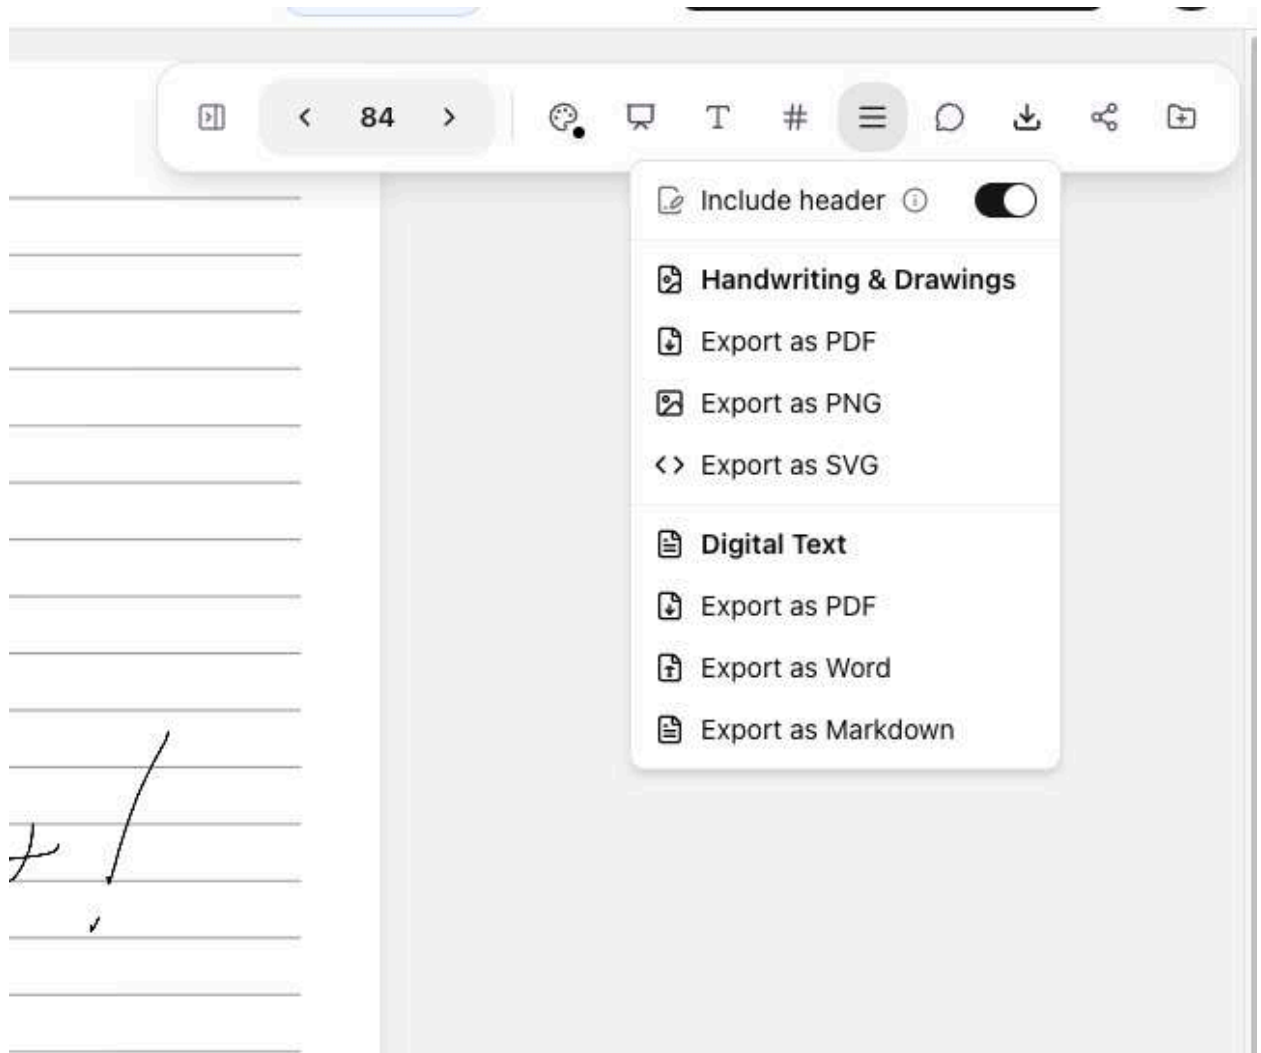 84
T #
Include header
Handwriting & Drawings
Export as PDF
Export as PNG
Export as SVG
Digital Text
Export as PDF
Export as Word
Export as Markdown
t!